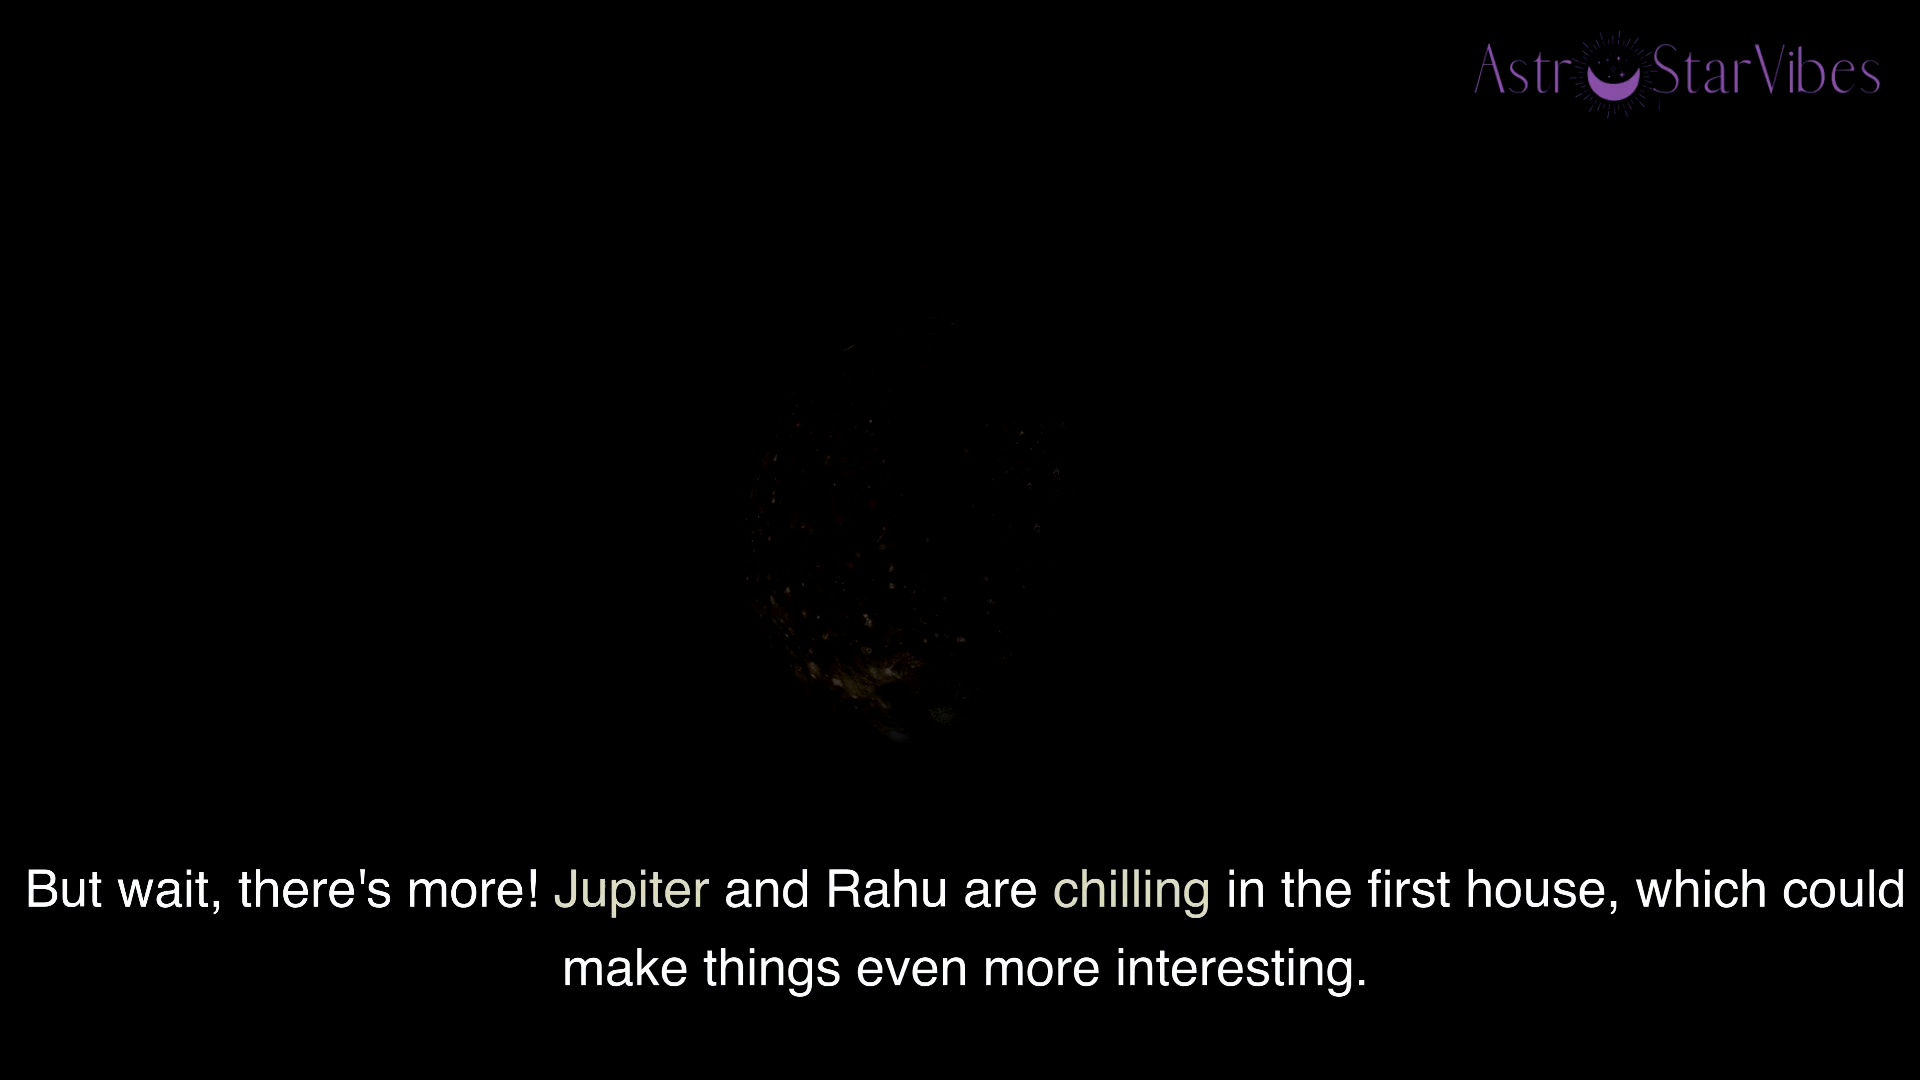 AstroStarVibes
But wait, there's more! Jupiter and Rahu are chilling in the first house, which could
make things even more interesting.